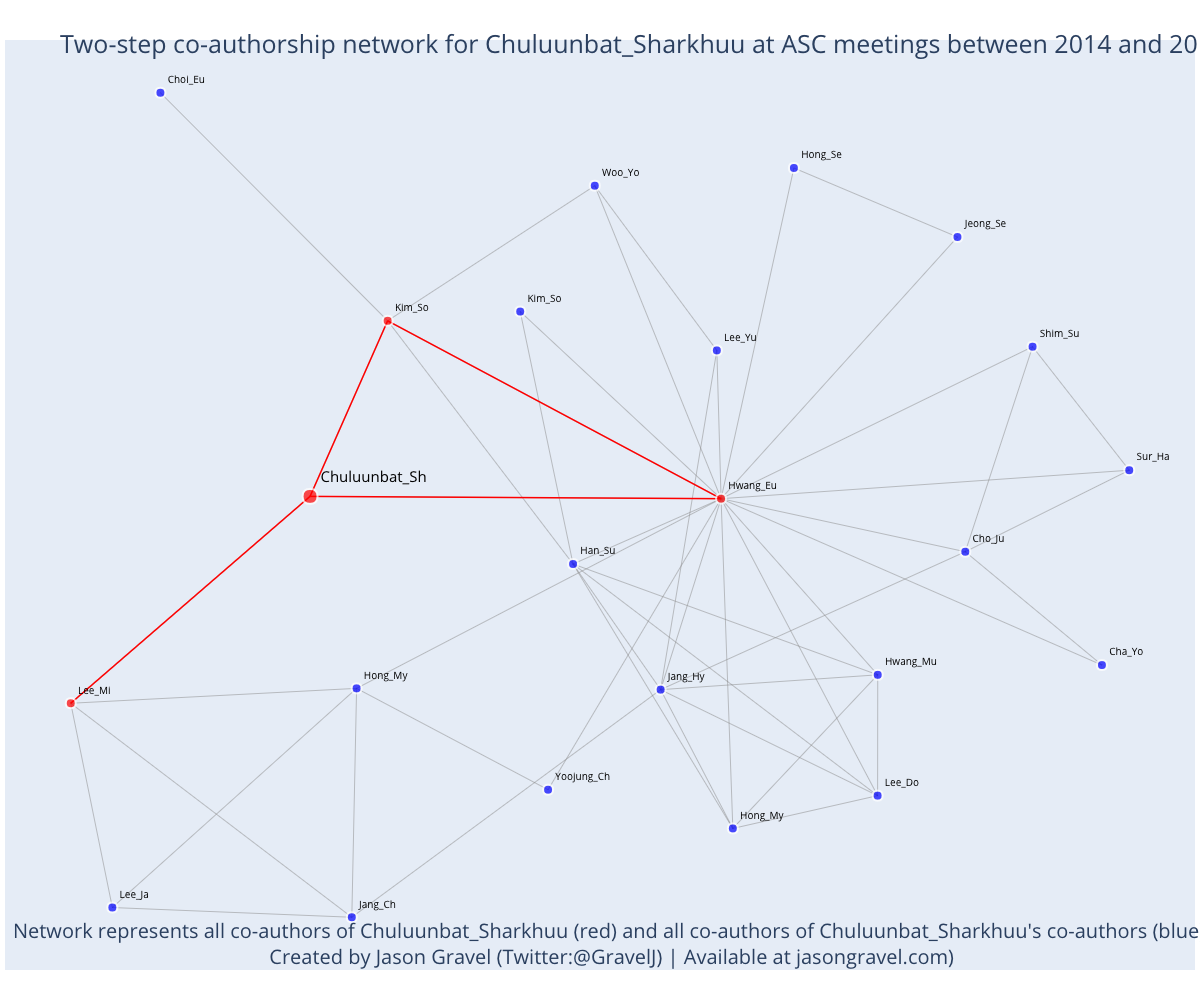 Two-step co-authorship network for Chuluunbat_Sharkhuu at ASC meetings between 2014 and 20
Choi_Eu
Hong_Se
Woo_Yo
Jeong_Se
Kim_So
Kim_So
Lee_Yu
Shim_Su
Sur_Ha
Chuluunbat_Sh
Hwang_Eu
Cho_Ju
Han_Su
Cha_Yo
Hwang_Mu
Hong_My
Jang_Hy
Lee_Mi
Yoojung_Ch
Lee_Do
Hong_My
Lee_Ja
Jang_Ch
Network represents all co-authors of Chuluunbat_Sharkhuu (red) and all co-authors of Chuluunbat_Sharkhuu's co-authors (blue
Created by Jason Gravel (Twitter:@GravelJ) | Available at jasongravel.com)